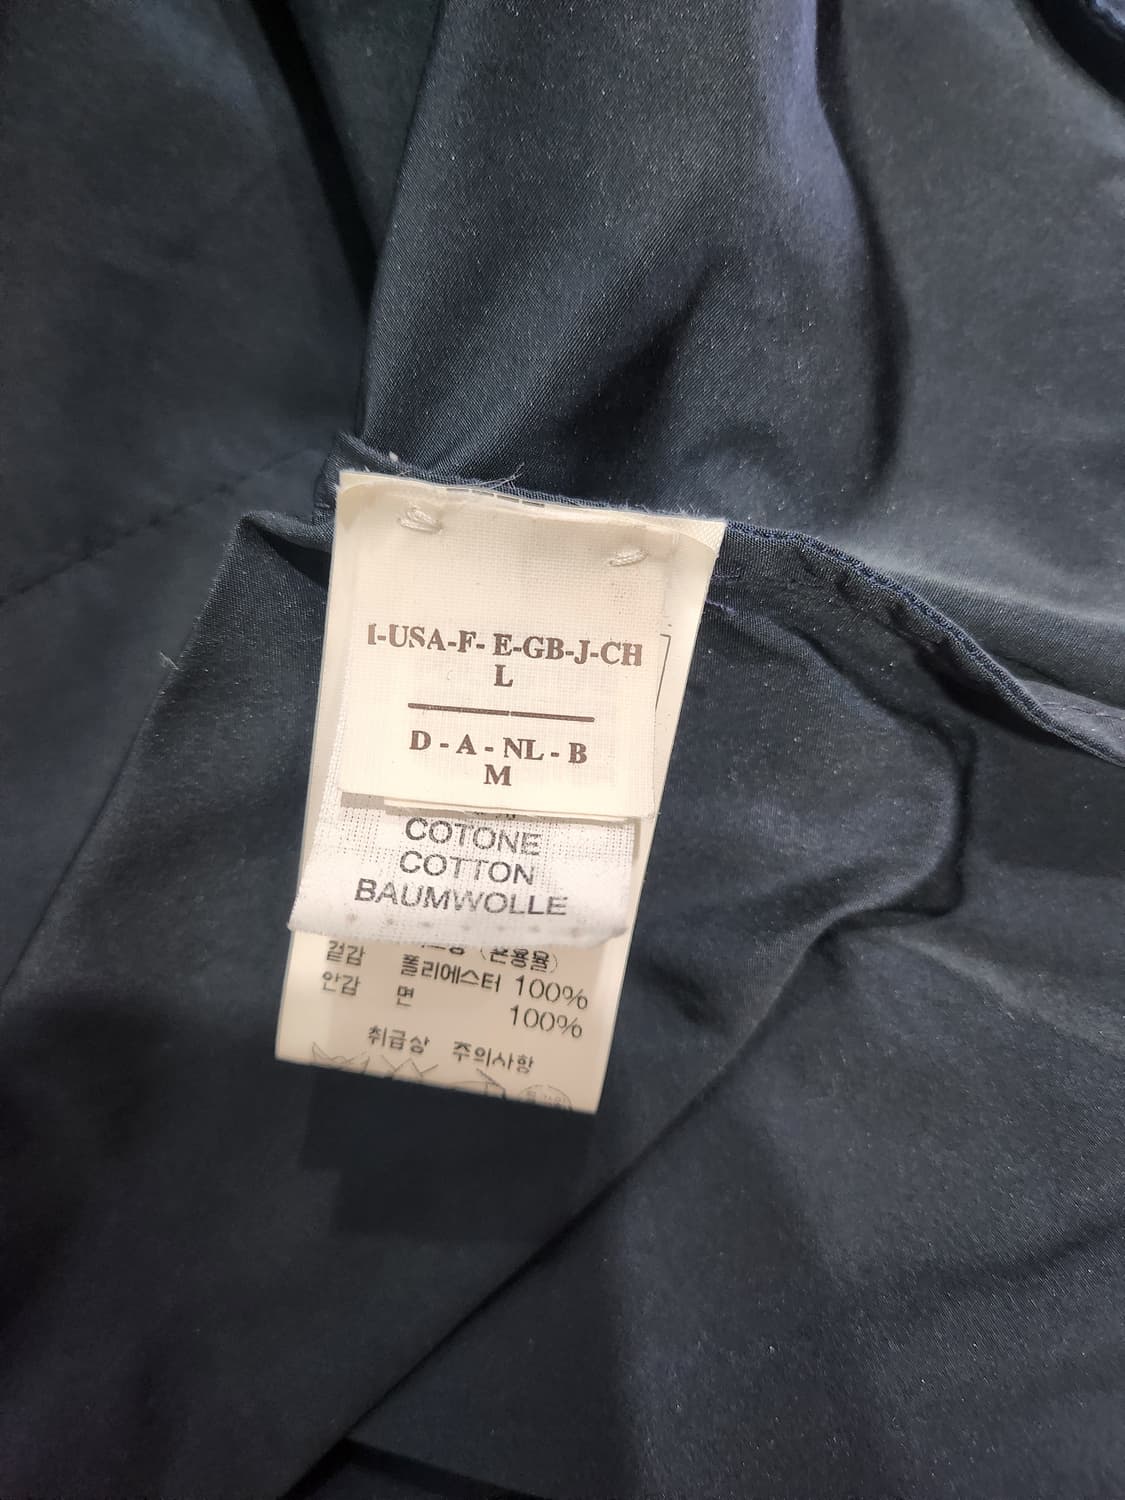 I-USA-F- E-GB-J-CH
L
D - A - NL - B
M
COTONE
COTTON
BAUMWOLLE
겉감 폴리에스터 100%
안감 면 100%
취급상 주의사항